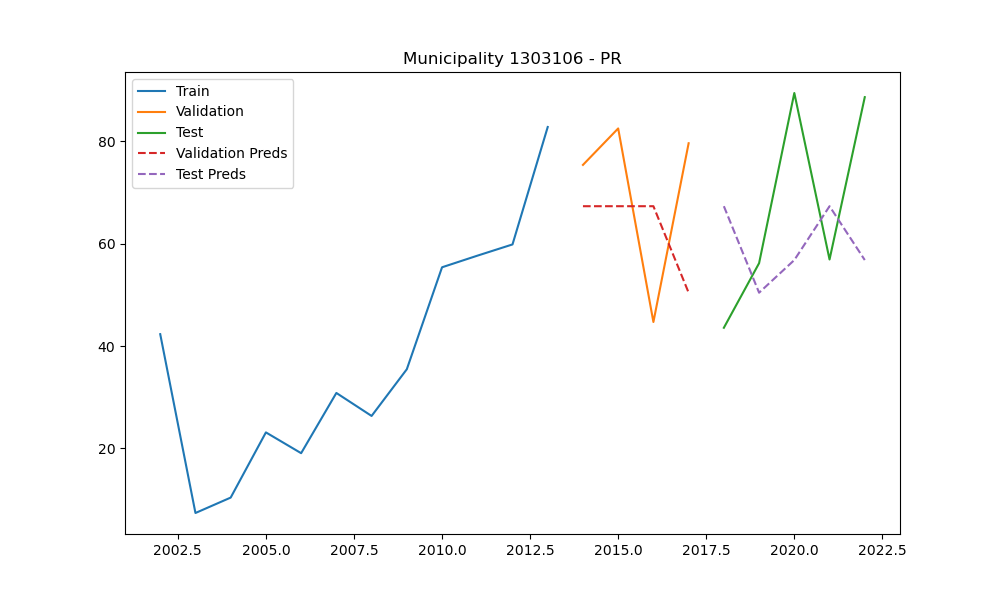 Municipality 1303106 - PR
Train
Validation
Test
Validation Preds
Test Preds
80
60
40
20
2002.5 2005.0 2007.5 2010.0 2012.5 2015.0 2017.5 2020.0 2022.5